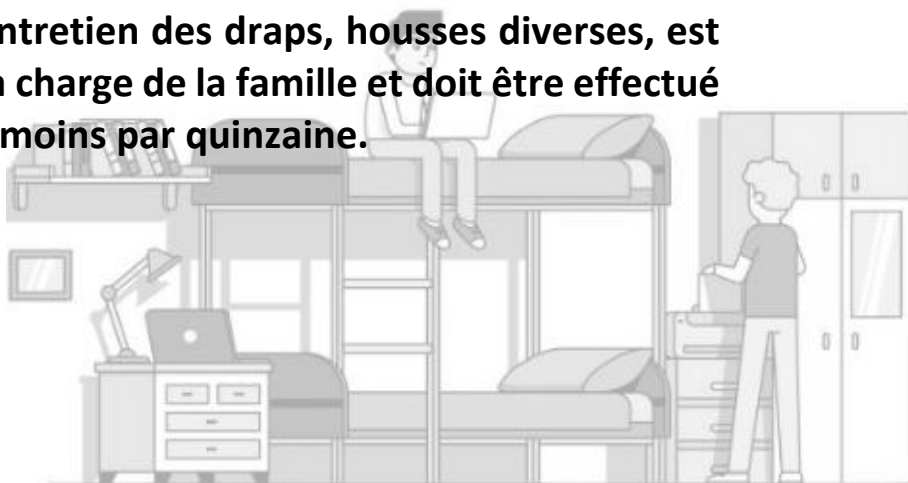 ntretien des draps, housses diverses, est
charge de la famille et doit être effectué
moins par quinzaine.